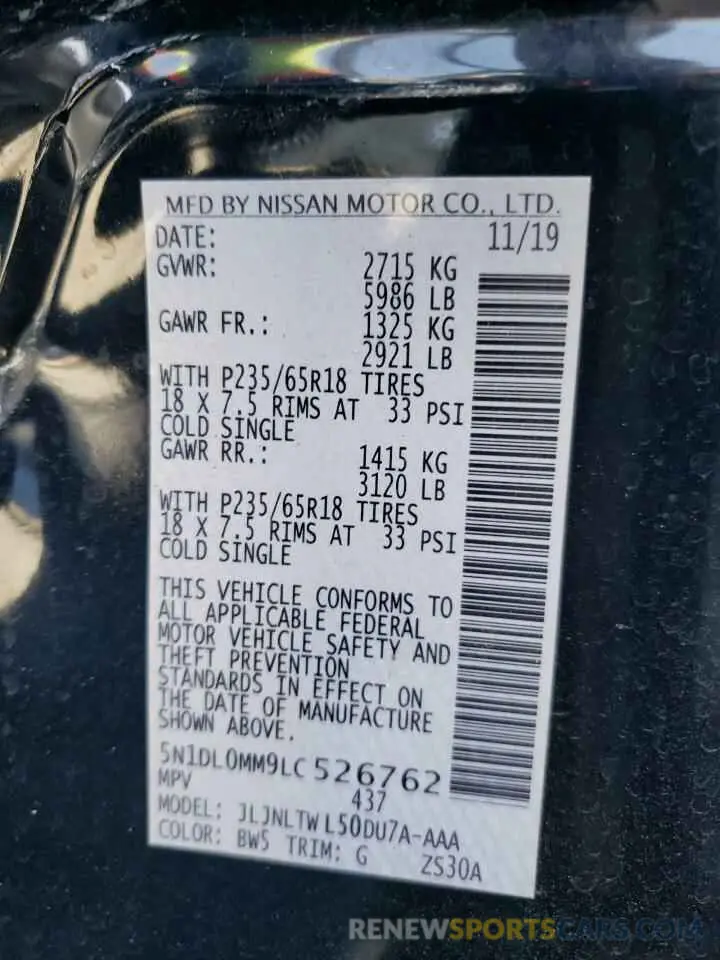 MFD BY NISSAN MOTOR CO., LTD.
DATE: 11/19
GVWR: 2715 KG
5986 LB
GAWR FR.: 1325 KG
2921 LB
WITH P235/65R18 TIRES
18 X 7.5 RIMS AT 33 PSI
COLD SINGLE
GAWR RR.: 1415 KG
3120 LB
WITH P235/65R18 TIRES
18 X 7.5 RIMS AT 33 PSI
COLD SINGLE
THIS VEHICLE CONFORMS TO
ALL APPLICABLE FEDERAL
MOTOR VEHICLE SAFETY AND
THEFT PREVENTION
STANDARDS IN EFFECT ON
THE DATE OF MANUFACTURE
SHOWN ABOVE.
5N1DL0MM9LC 526762
MPV 437
MODEL: JLJNLTW L50DU7A-AAA
COLOR: BW5 TRIM: G ZS30A
RENEWSPORTSCARS.COM